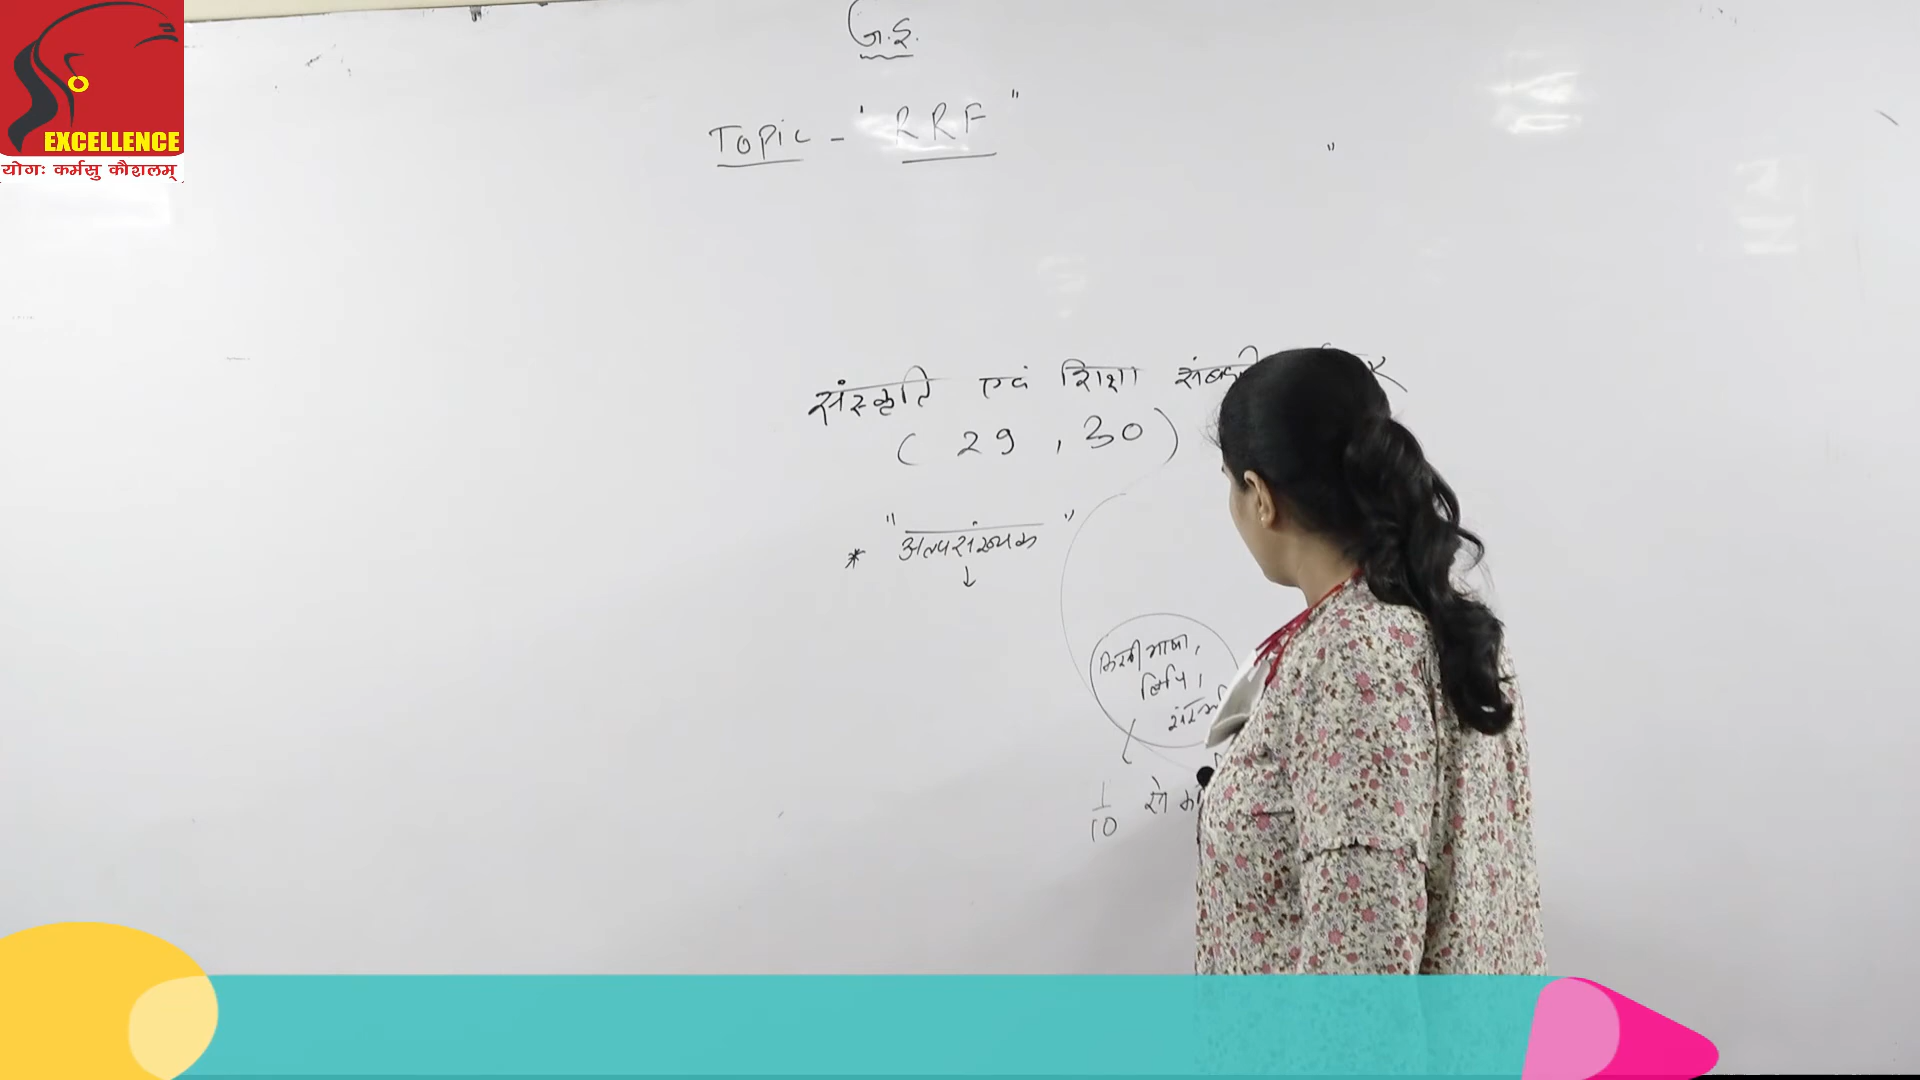 EXCELLENCE
योगः कर्मसु कौशलम्
G.S.
Topic - "RRF"
संस्कृति एवं शिक्षा
(29, 30)
* "अल्पसंख्यक"
↓
किसी भाषा,
लिपि,
1/10 से